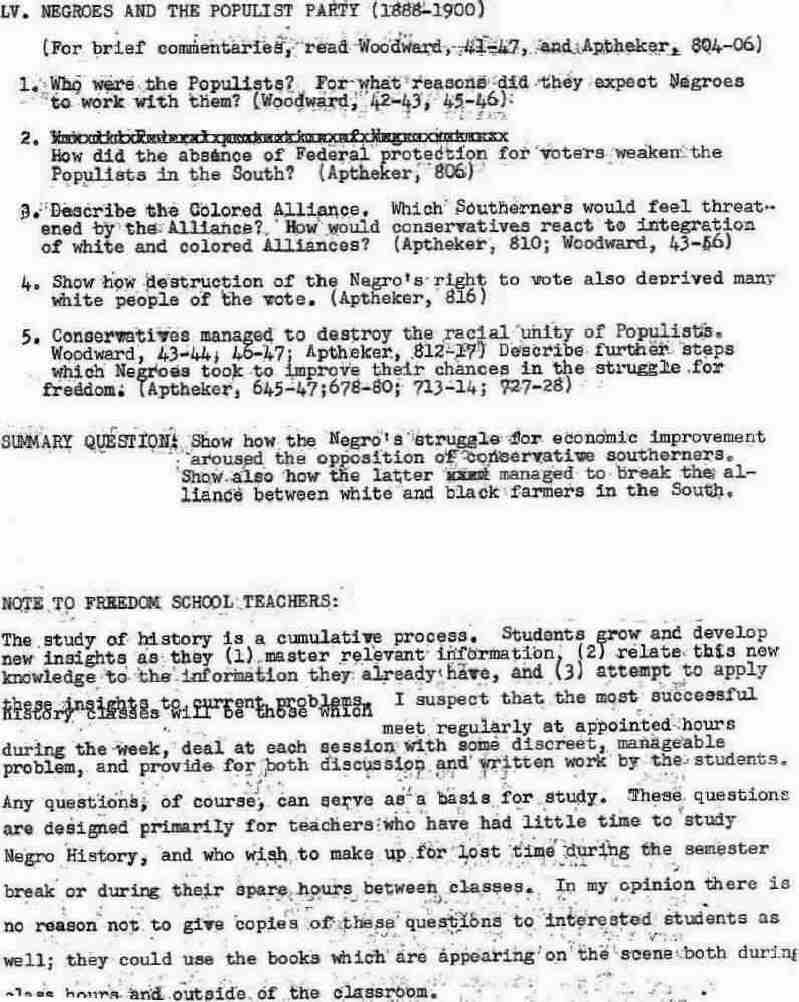 LV. NEGROES AND THE POPULIST PARTY (1888-1900)
(For brief commentaries, read Woodward, 41-47, and Aptheker, 804-06)
1. Who were the Populists? For what reasons did they expect Negroes
to work with them? (Woodward, 42-43, 45-46).
2.
How did the absence of Federal protection for voters weaken the
Populists in the South? (Aptheker, 806)
3. Describe the Colored Alliance. Which Southerners would feel threat-
ened by the Alliance? How would conservatives react to integration
of white and colored Alliances? (Aptheker, 810; Woodward, 43-56)
4. Show how destruction of the Negro's right to vote also deprived many
white people of the vote. (Aptheker, 816)
5. Conservatives managed to destroy the racial unity of Populists.
Woodward, 43-44; 46-47; Aptheker, 812-17) Describe further steps
which Negroes took to improve their chances in the struggle for
freddom. (Aptheker, 645-47;678-80; 713-14; 727-28)
SUMMARY QUESTION: Show how the Negro's struggle for economic improvement
aroused the opposition of conservative southerners.
Show also how the latter managed to break the al-
liance between white and black farmers in the South.
NOTE TO FREEDOM SCHOOL TEACHERS:
The study of history is a cumulative process. Students grow and develop
new insights as they (1) master relevant information, (2) relate this new
knowledge to the information they already have, and (3) attempt to apply
these insights to current problems. I suspect that the most successful
history classes will be those which
meet regularly at appointed hours
during the week, deal at each session with some discreet, manageable
problem, and provide for both discussion and written work by the students.
Any questions, of course, can serve as a basis for study. These questions
are designed primarily for teachers who have had little time to study
Negro History, and who wish to make up for lost time during the semester
break or during their spare hours between classes. In my opinion there is
no reason not to give copies of these questions to interested students as
well; they could use the books which are appearing on the scene both during
class hours and outside of the classroom.